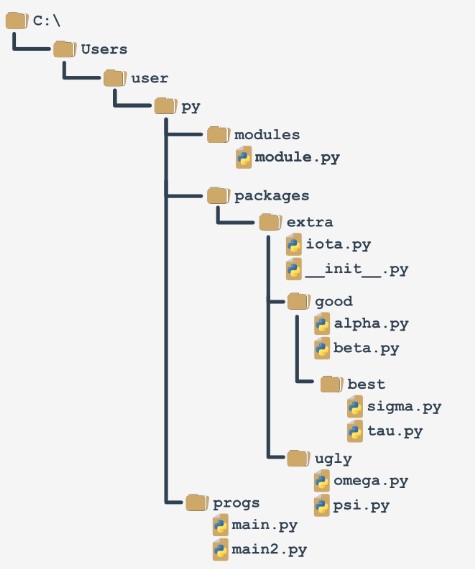 C:\
Users
user
py
modules
module.py
packages
extra
iota.py
__init__.py
good
alpha.py
beta.py
best
sigma.py
tau.py
ugly
omega.py
psi.py
progs
main.py
main2.py